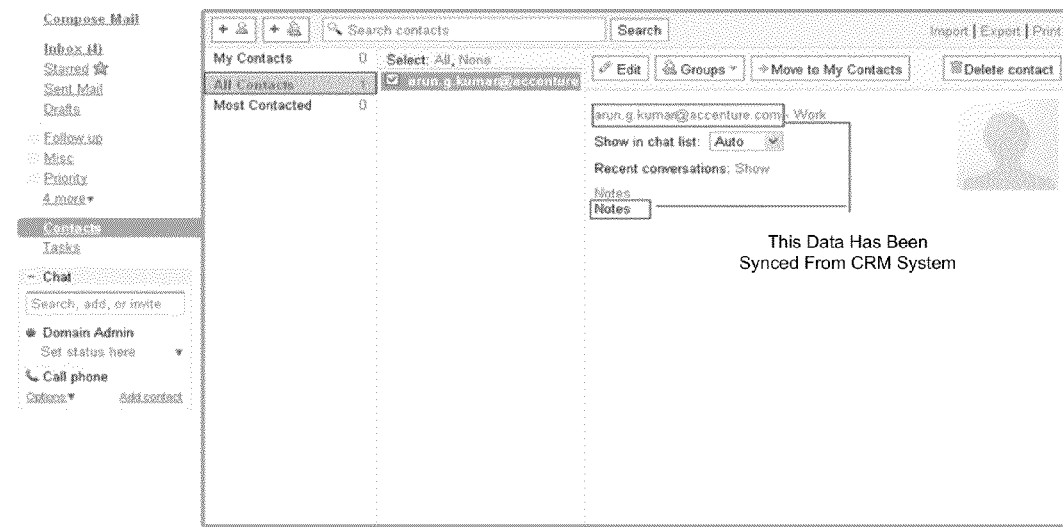 Compose Mail
Inbox (4)
Starred
Sent Mail
Drafts
Follow up
Misc
Priority
4 more
Contacts
Tasks
− Chat
Search, add, or invite
Domain Admin
Set status here
Call phone
Options
Add contact
+
+
Search contacts
Search
Import | Export | Print
My Contacts 0
All Contacts 1
Most Contacted 0
Select: All, None
arun.g.kumar@accenture
Edit
Groups
Move to My Contacts
Delete contact
arun.g.kumar@accenture.com - Work
Show in chat list: Auto
Recent conversations: Show
Notes
Notes
This Data Has Been
Synced From CRM System